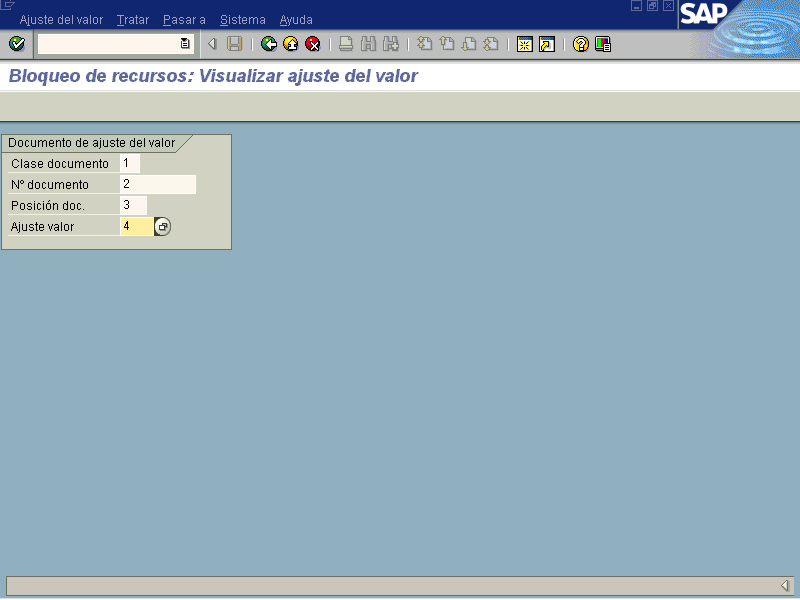 Ajuste del valor Tratar Pasar a Sistema Ayuda
SAP
Bloqueo de recursos: Visualizar ajuste del valor
Documento de ajuste del valor
Clase documento 1
Nº documento 2
Posición doc. 3
Ajuste valor 4